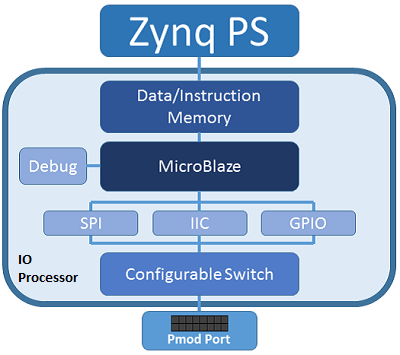 Zynq PS
Data/Instruction
Memory
Debug
MicroBlaze
SPI
IIC
GPIO
IO
Processor
Configurable Switch
Pmod Port